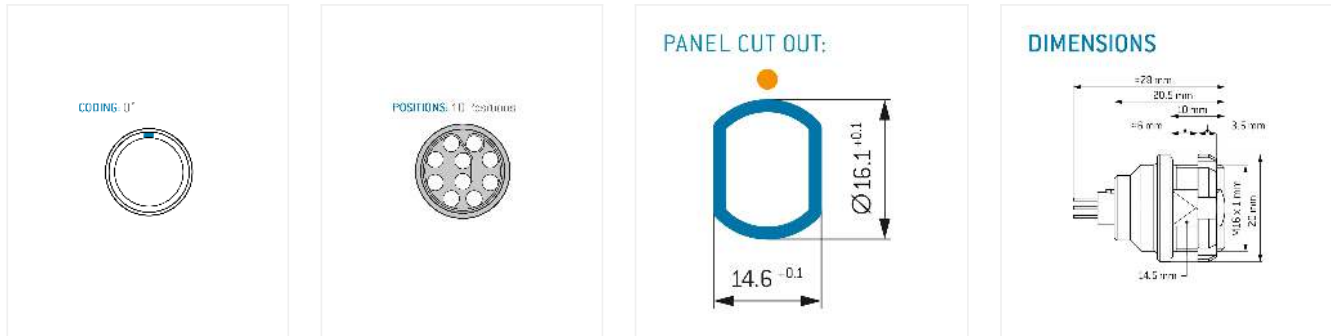 CODING: 0°
POSITIONS: 10 Positions
PANEL CUT OUT:
Ø16.1 +0.1
14.6 -0.1
DIMENSIONS
≈28 mm
20.5 mm
10 mm
≈6 mm
3.5 mm
M16 x 1 mm
20 mm
14.5 mm